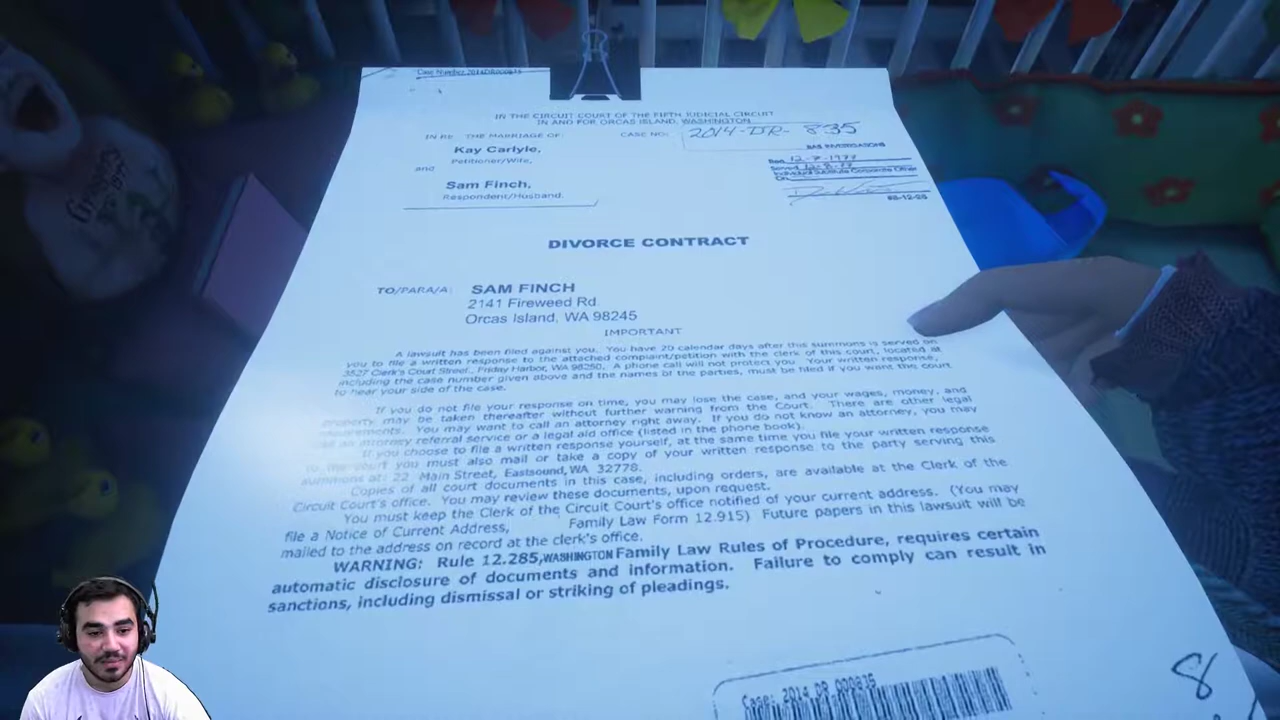 Case Number 2014DR000835
IN THE CIRCUIT COURT OF THE FIFTH JUDICIAL CIRCUIT
IN AND FOR ORCAS ISLAND, WASHINGTON
IN RE: THE MARRIAGE OF:
CASE NO:
2014-DR-835
Kay Carlyle,
Petitioner/Wife,
and
Sam Finch,
Respondent/Husband.
BAS INVESTIGATIONS
Individual Substitute Corporate Other
DIVORCE CONTRACT
TO/PARA/A:
SAM FINCH
2141 Fireweed Rd.
Orcas Island, WA 98245
IMPORTANT
A lawsuit has been filed against you. You have 20 calendar days after this summons is served on
you to file a written response to the attached complaint/petition with the clerk of this court, located at
3527 Clerk's Court Street., Friday Harbor, WA 98250. A phone call will not protect you. Your written response,
including the case number given above and the names of the parties, must be filed if you want the court
to hear your side of the case.
If you do not file your response on time, you may lose the case, and your wages, money, and
property may be taken thereafter without further warning from the Court. There are other legal
requirements. You may want to call an attorney right away. If you do not know an attorney, you may
an attorney referral service or a legal aid office (listed in the phone book).
If you choose to file a written response yourself, at the same time you file your written response
to the court you must also mail or take a copy of your written response to the party serving this
summons at: 22 Main Street, Eastsound, WA 32778.
Copies of all court documents in this case, including orders, are available at the Clerk of the
Circuit Court's office. You may review these documents, upon request.
You must keep the Clerk of the Circuit Court's office notified of your current address. (You may
file a Notice of Current Address, Family Law Form 12.915) Future papers in this lawsuit will be
mailed to the address on record at the clerk's office.
WARNING: Rule 12.285, WASHINGTON Family Law Rules of Procedure, requires certain
automatic disclosure of documents and information. Failure to comply can result in
sanctions, including dismissal or striking of pleadings.
Case: 2014 DR 000835
8